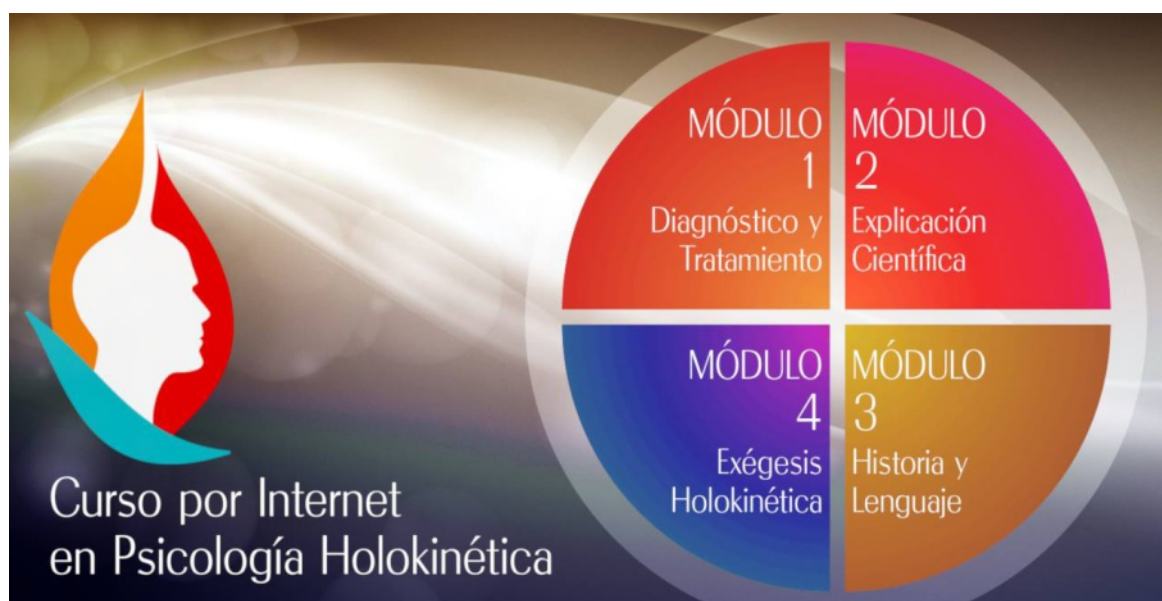 MÓDULO
1
Diagnóstico y
Tratamiento
MÓDULO
2
Explicación
Científica
MÓDULO
3
Historia y
Lenguaje
MÓDULO
4
Exégesis
Holokinética
Curso por Internet
en Psicología Holokinética